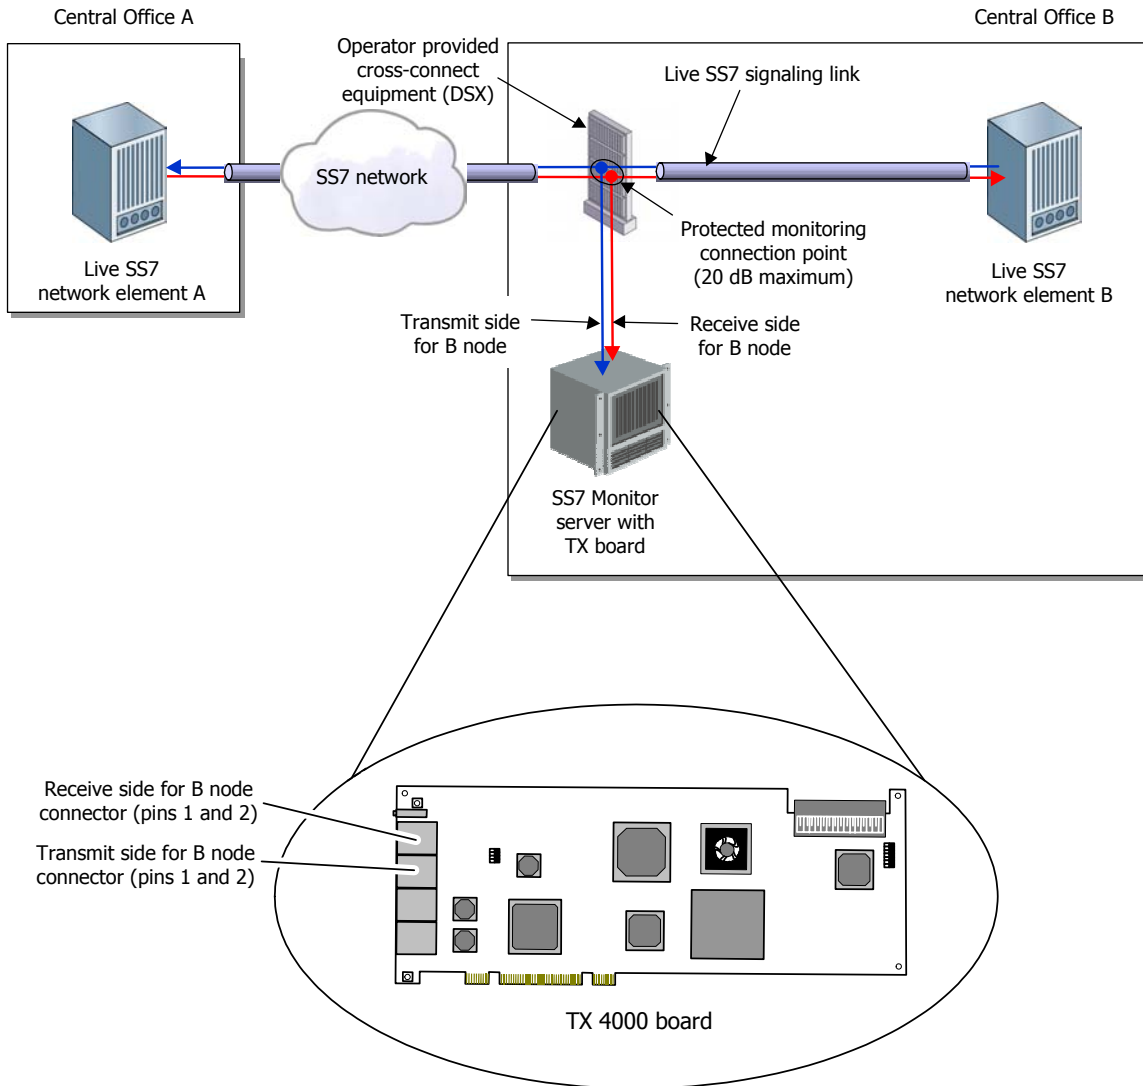 Central Office A
Central Office B
Operator provided
cross-connect
equipment (DSX)
Live SS7 signaling link
SS7 network
Protected monitoring
connection point
(20 dB maximum)
Live SS7
network element A
Live SS7
network element B
Transmit side
for B node
Receive side
for B node
SS7 Monitor
server with
TX board
Receive side for B node
connector (pins 1 and 2)
Transmit side for B node
connector (pins 1 and 2)
TX 4000 board